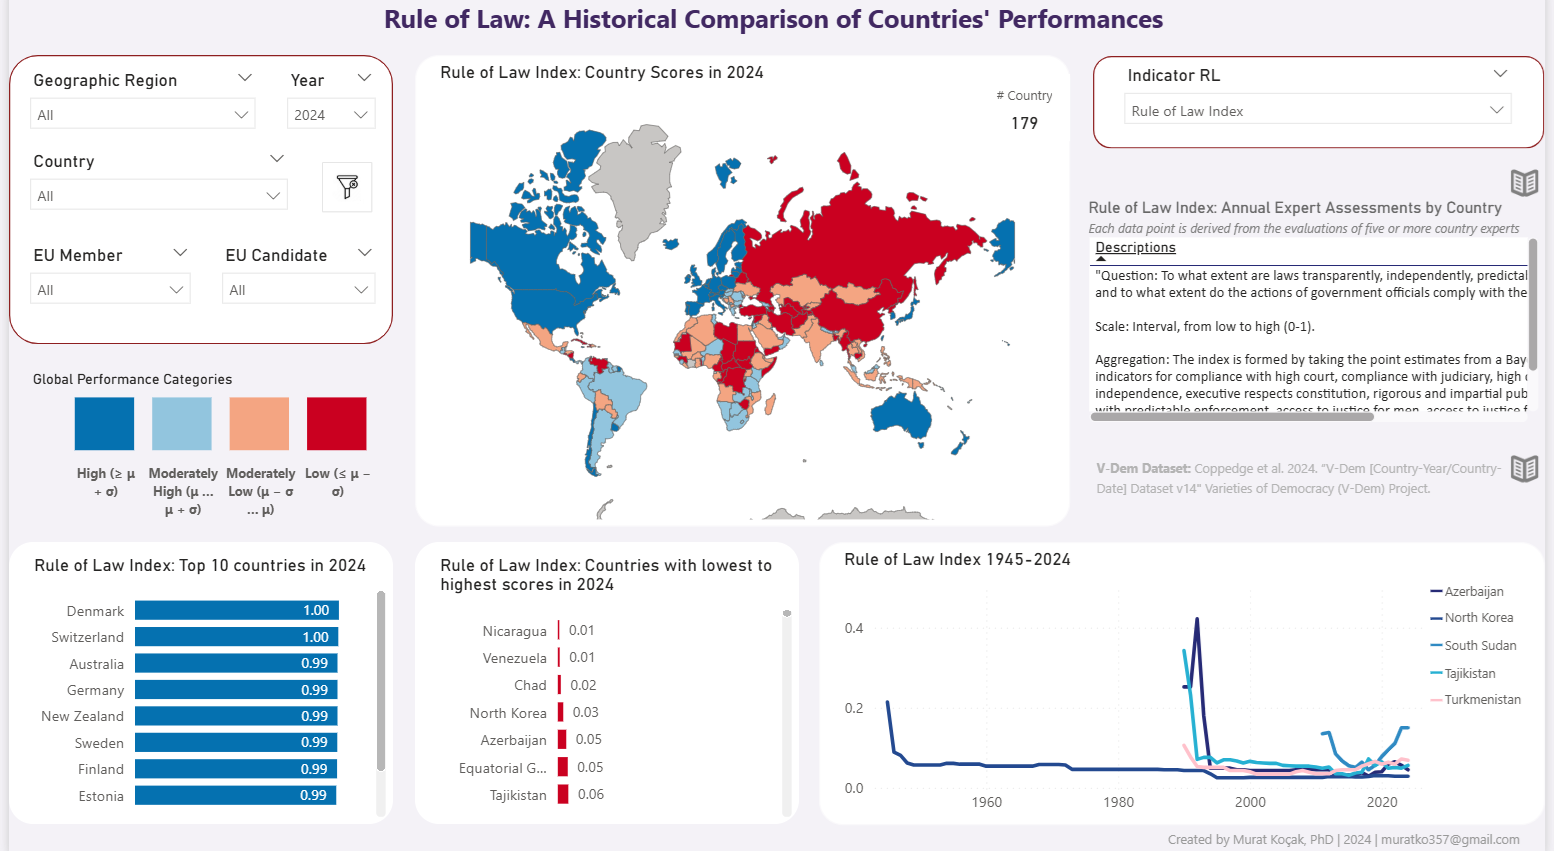 Rule of Law: A Historical Comparison of Countries' Performances
Geographic Region
All
Year
2024
Country
All
EU Member
All
EU Candidate
All
Global Performance Categories
High (≥ μ
+ σ)
Moderately
High (μ ...
μ + σ)
Moderately
Low (μ − σ
... μ)
Low (≤ μ −
σ)
Rule of Law Index: Country Scores in 2024
# Country
179
Indicator RL
Rule of Law Index
Rule of Law Index: Annual Expert Assessments by Country
Each data point is derived from the evaluations of five or more country experts
Descriptions
"Question: To what extent are laws transparently, independently, predictal
and to what extent do the actions of government officials comply with the
Scale: Interval, from low to high (0-1).
Aggregation: The index is formed by taking the point estimates from a Bay
indicators for compliance with high court, compliance with judiciary, high
independence, executive respects constitution, rigorous and impartial pub
with predictable enforcement, access to justice for men, access to justice f
V-Dem Dataset: Coppedge et al. 2024. "V-Dem [Country-Year/Country-
Date] Dataset v14" Varieties of Democracy (V-Dem) Project.
Rule of Law Index: Top 10 countries in 2024
Denmark 1.00
Switzerland 1.00
Australia 0.99
Germany 0.99
New Zealand 0.99
Sweden 0.99
Finland 0.99
Estonia 0.99
Rule of Law Index: Countries with lowest to
highest scores in 2024
Nicaragua 0.01
Venezuela 0.01
Chad 0.02
North Korea 0.03
Azerbaijan 0.05
Equatorial G... 0.05
Tajikistan 0.06
Rule of Law Index 1945-2024
0.4
0.2
0.0
1960
1980
2000
2020
Azerbaijan
North Korea
South Sudan
Tajikistan
Turkmenistan
Created by Murat Koçak, PhD | 2024 | muratko357@gmail.com